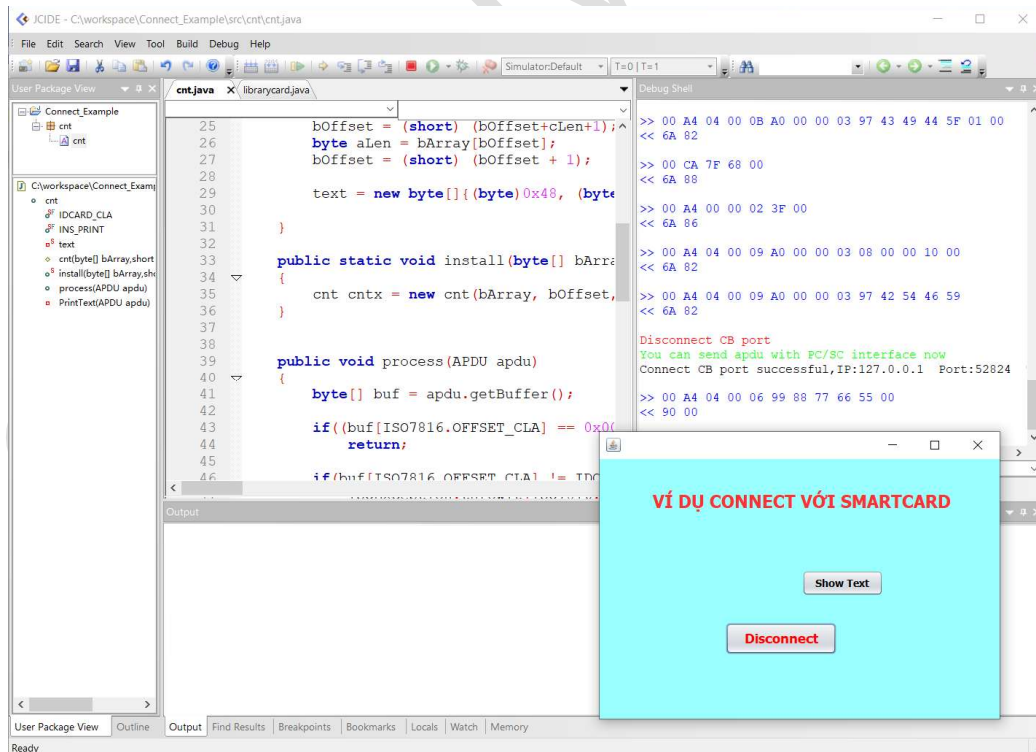 JCIDE - C:\workspace\Connect_Example\src\cnt\cnt.java
File Edit Search View Tool Build Debug Help
Simulator:Default T=0 | T=1
User Package View
Connect_Example
cnt
cnt
C:\workspace\Connect_Examp
cnt
IDCARD_CLA
INS_PRINT
text
cnt(byte[] bArray,short
install(byte[] bArray,sho
process(APDU apdu)
PrintText(APDU apdu)
User Package View Outline
cnt.java X librarycard.java
25 bOffset = (short) (bOffset+cLen+1);
26 byte aLen = bArray[bOffset];
27 bOffset = (short) (bOffset + 1);
28
29 text = new byte[]{(byte)0x48, (byte
30
31 }
32
33 public static void install(byte[] bArra
34 {
35 cnt cntx = new cnt(bArray, bOffset,
36 }
37
38
39 public void process(APDU apdu)
40 {
41 byte[] buf = apdu.getBuffer();
42
43 if((buf[ISO7816.OFFSET_CLA] == 0x0(
44 return;
45
46 if(buf[ISO7816.OFFSET_CLA] != IDC
Debug Shell
>> 00 A4 04 00 0B A0 00 00 03 97 43 49 44 5F 01 00
<< 6A 82
>> 00 CA 7F 68 00
<< 6A 88
>> 00 A4 00 00 02 3F 00
<< 6A 86
>> 00 A4 04 00 09 A0 00 00 03 08 00 00 10 00
<< 6A 82
>> 00 A4 04 00 09 A0 00 00 03 97 42 54 46 59
<< 6A 82
Disconnect CB port
You can send apdu with PC/SC interface now
Connect CB port successful,IP:127.0.0.1 Port:52824
>> 00 A4 04 00 06 99 88 77 66 55 00
<< 90 00
Output
VÍ DỤ CONNECT VỚI SMARTCARD
Show Text
Disconnect
Output Find Results Breakpoints Bookmarks Locals Watch Memory
Ready